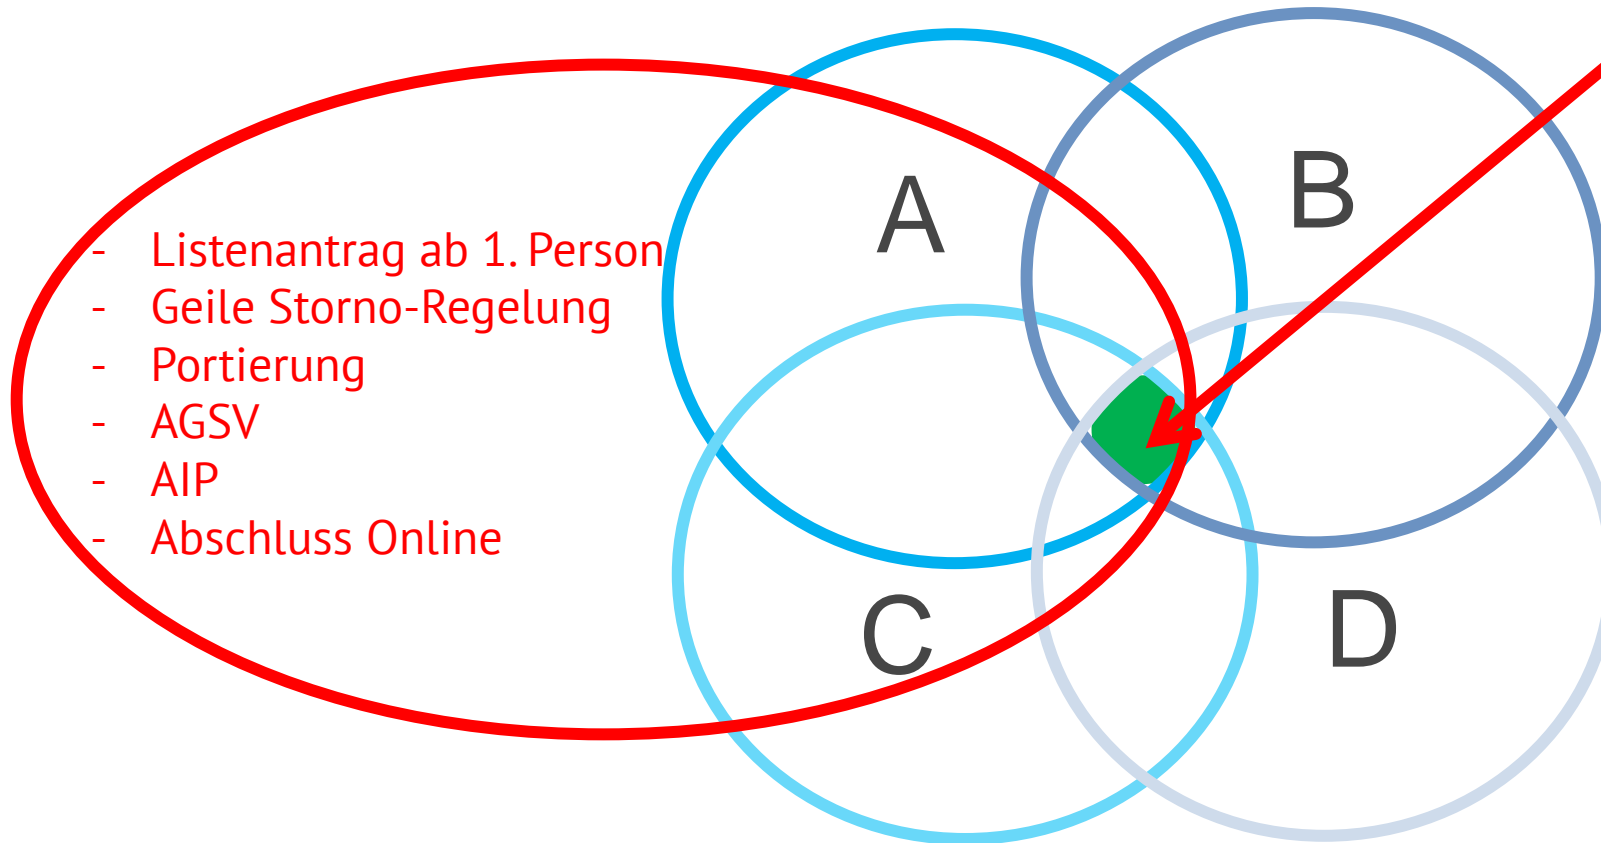 A
B
- Listenantrag ab 1. Person
- Geile Storno-Regelung
- Portierung
- AGSV
- AIP
- Abschluss Online
C
D